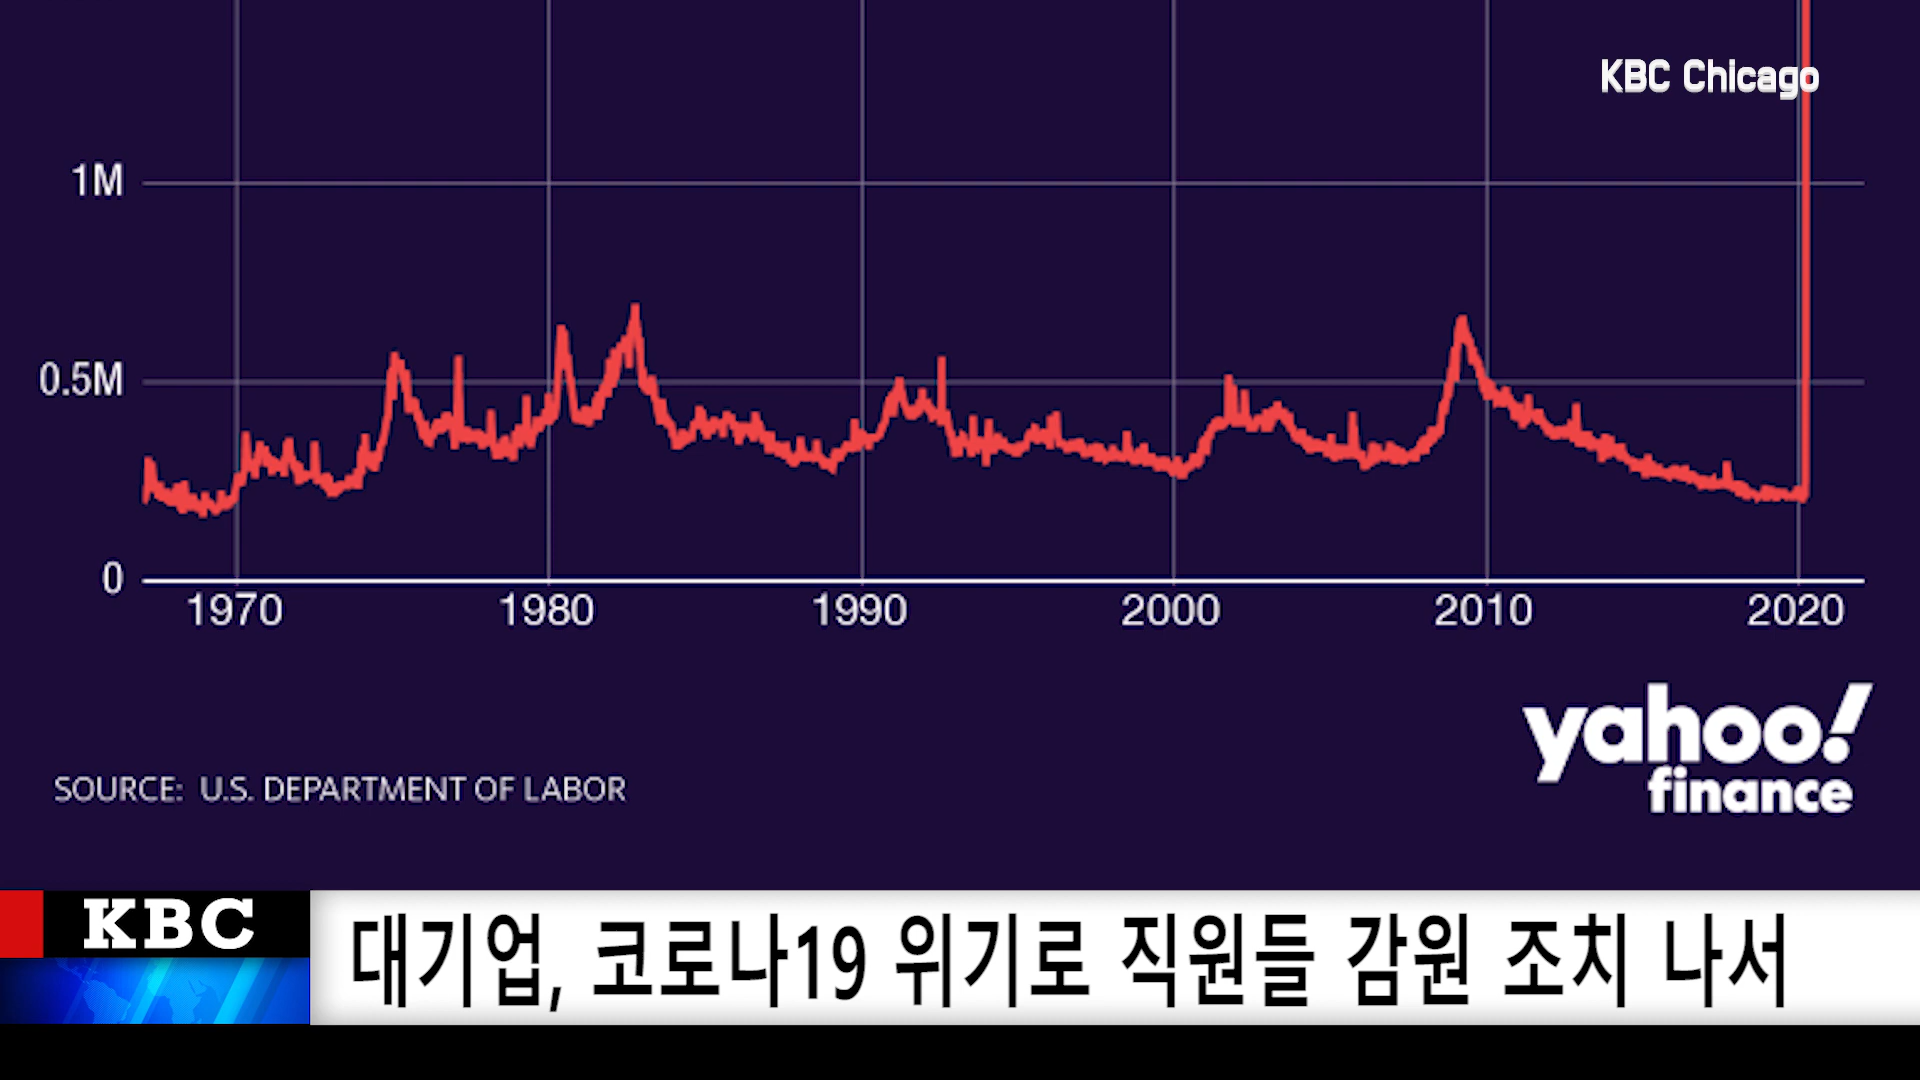 KBC Chicago
1M
0.5M
0
1970 1980 1990 2000 2010 2020
yahoo!
finance
SOURCE: U.S. DEPARTMENT OF LABOR
KBC
대기업, 코로나19 위기로 직원들 감원 조치 나서